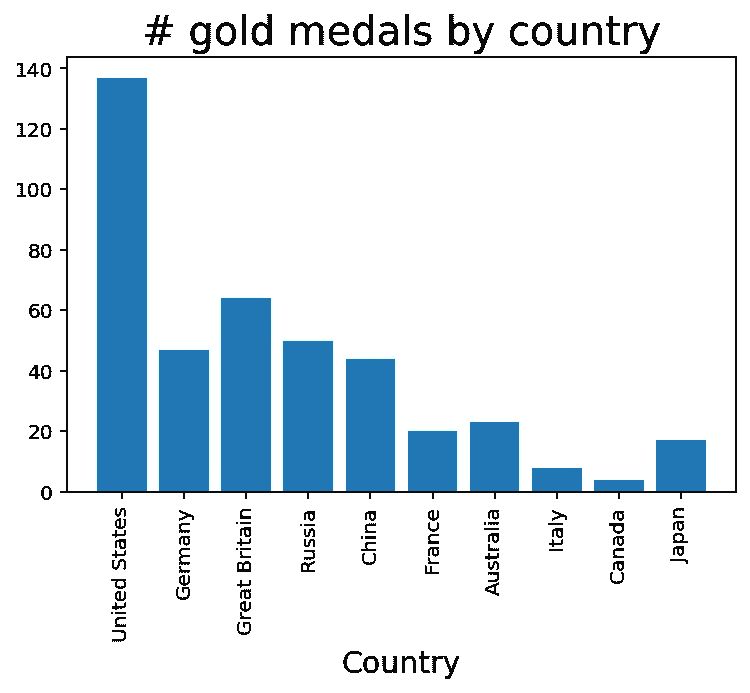 # gold medals by country
140
120
100
80
60
40
20
0
United States
Germany
Great Britain
Russia
China
France
Australia
Italy
Canada
Japan
Country